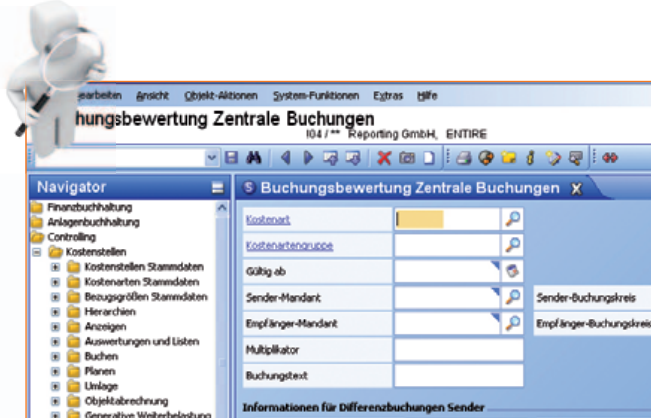 earbeiten Ansicht Objekt-Aktionen System-Funktionen Extras Hilfe
hungsbewertung Zentrale Buchungen
I04 / ** Reporting GmbH, ENTIRE
Navigator
S Buchungsbewertung Zentrale Buchungen X
Finanzbuchhaltung
Anlagenbuchhaltung
Controlling
Kostenstellen
Kostenstellen Stammdaten
Kostenarten Stammdaten
Bezugsgrößen Stammdaten
Hierarchien
Anzeigen
Auswertungen und Listen
Buchen
Planen
Umlage
Objektabrechnung
Generative Weiterbelastung
Kostenart
Kostenartengruppe
Gültig ab
Sender-Mandant
Sender-Buchungskreis
Empfänger-Mandant
Empfänger-Buchungskreis
Multiplikator
Buchungstext
Informationen für Differenzbuchungen Sender